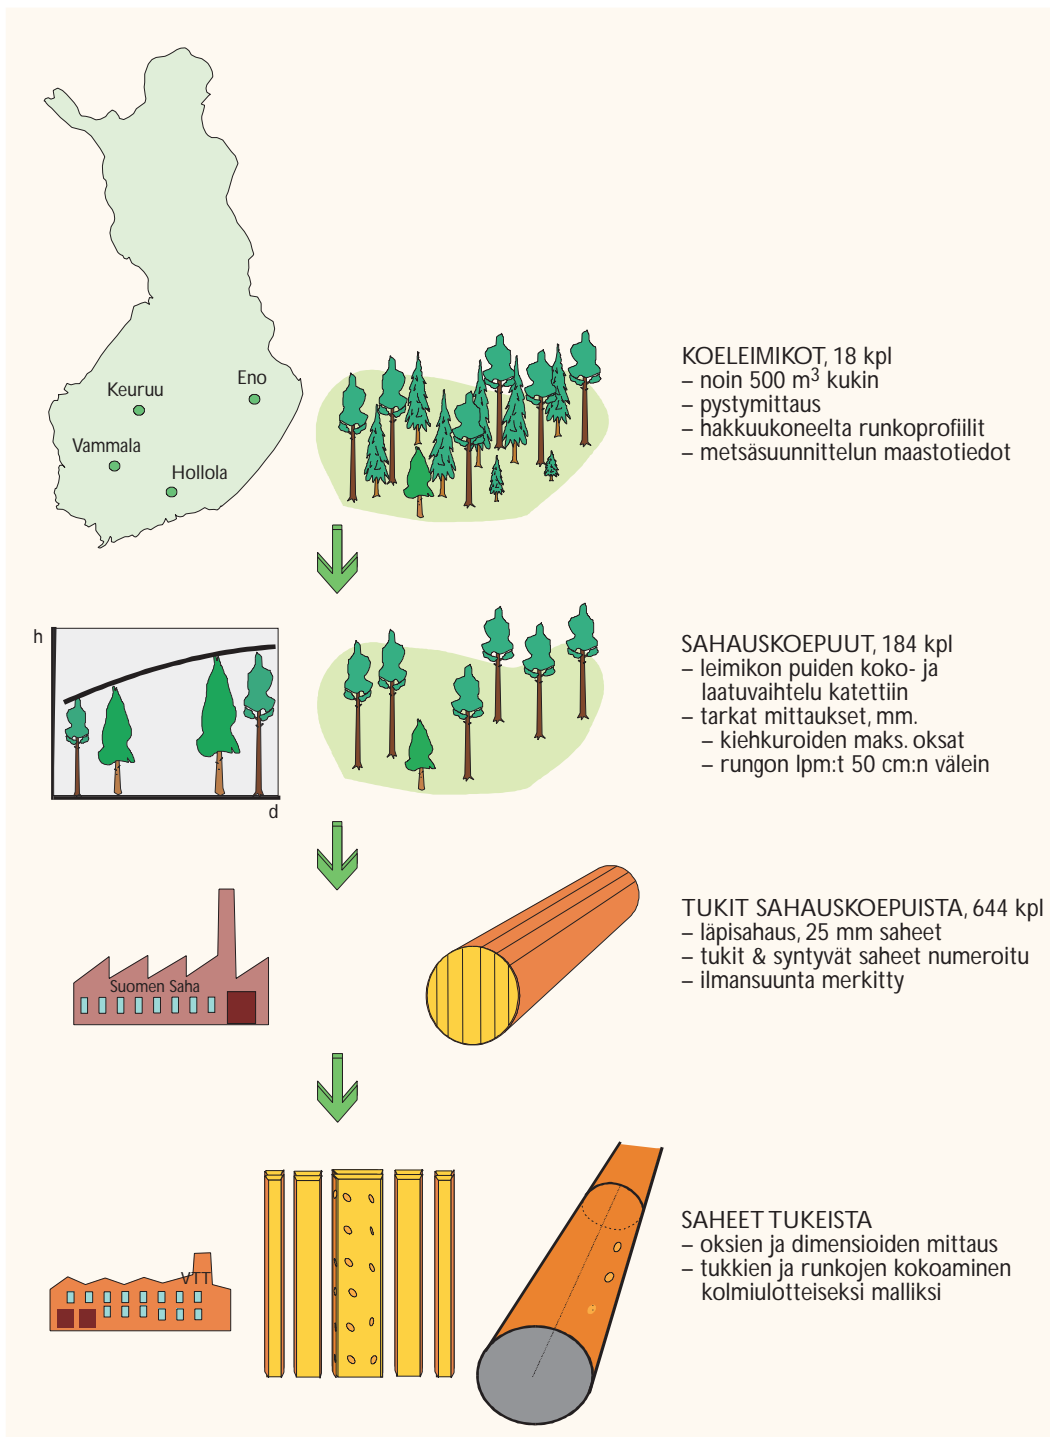 Keuruu
Eno
Vammala
Hollola
KOELEIMIKOT, 18 kpl
– noin 500 m³ kukin
– pystymittaus
– hakkuukoneelta runkoprofiilit
– metsäsuunnittelun maastotiedot
h
d
SAHAUSKOEPUUT, 184 kpl
– leimikon puiden koko- ja
laatuvaihtelu katettiin
– tarkat mittaukset, mm.
– kiehkuroiden maks. oksat
– rungon lpm:t 50 cm:n välein
Suomen Saha
TUKIT SAHAUSKOEPUISTA, 644 kpl
– läpisahaus, 25 mm saheet
– tukit & syntyvät saheet numeroitu
– ilmansuunta merkitty
VTT
SAHEET TUKEISTA
– oksien ja dimensioiden mittaus
– tukkien ja runkojen kokoaminen
kolmiulotteiseksi malliksi